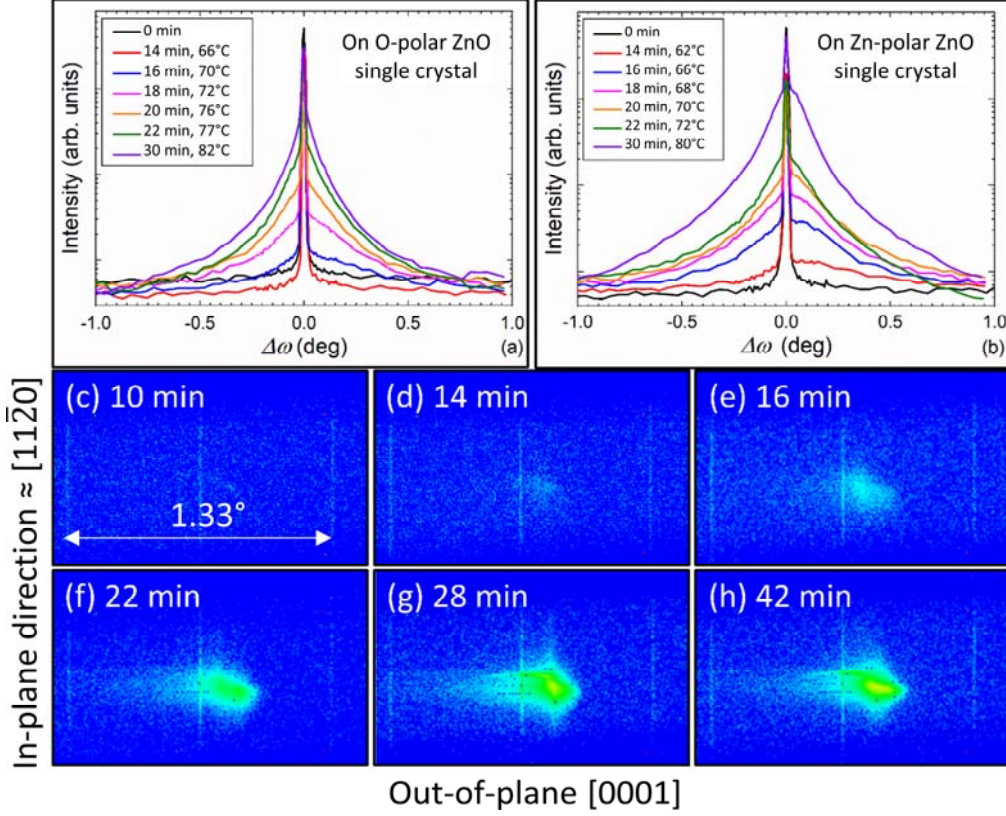 0 min
14 min, 66°C
16 min, 70°C
18 min, 72°C
20 min, 76°C
22 min, 77°C
30 min, 82°C
On O-polar ZnO
single crystal
Intensity (arb. units)
-1.0 -0.5 0.0 0.5 1.0
Δω (deg)
(a)
0 min
14 min, 62°C
16 min, 66°C
18 min, 68°C
20 min, 70°C
22 min, 72°C
30 min, 80°C
On Zn-polar ZnO
single crystal
Intensity (arb. units)
-1.0 -0.5 0.0 0.5 1.0
Δω (deg)
(b)
In-plane direction ≈ [112̅0]
(c) 10 min
1.33°
(d) 14 min
(e) 16 min
(f) 22 min
(g) 28 min
(h) 42 min
Out-of-plane [0001]